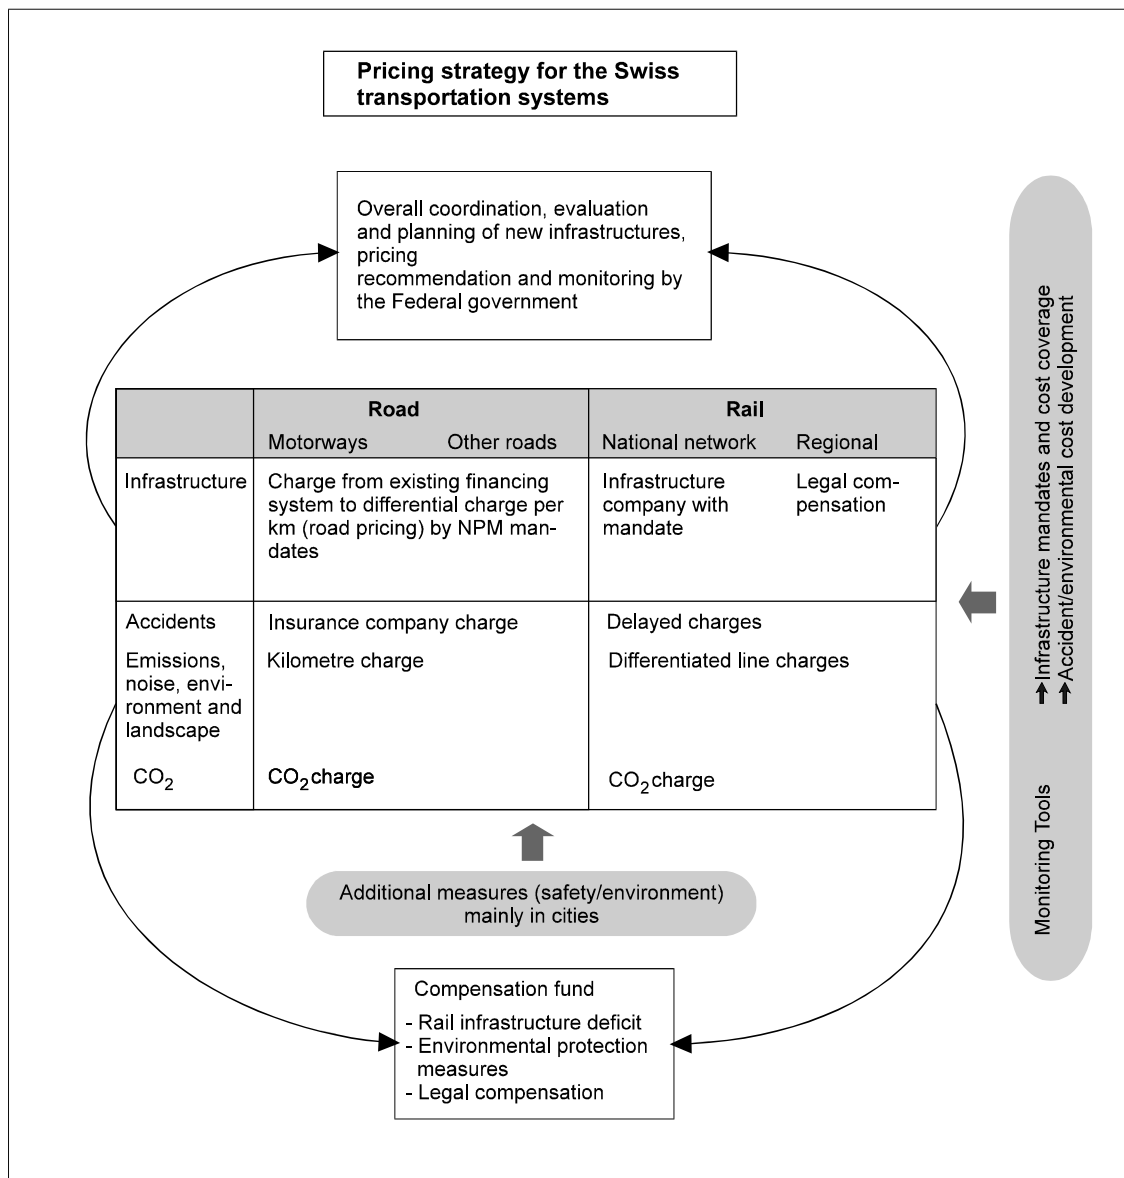 Pricing strategy for the Swiss
transportation systems
Overall coordination, evaluation
and planning of new infrastructures,
pricing
recommendation and monitoring by
the Federal government
Road
Rail
Motorways
Other roads
National network
Regional
Infrastructure
Charge from existing financing
system to differential charge per
km (road pricing) by NPM man-
dates
Infrastructure
company with
mandate
Legal com-
pensation
Accidents
Insurance company charge
Delayed charges
Emissions,
noise, envi-
ronment and
landscape
Kilometre charge
Differentiated line charges
CO2
CO2 charge
CO2 charge
Additional measures (safety/environment)
mainly in cities
Compensation fund
- Rail infrastructure deficit
- Environmental protection
measures
- Legal compensation
Monitoring Tools
➞Infrastructure mandates and cost coverage
➞Accident/environmental cost development